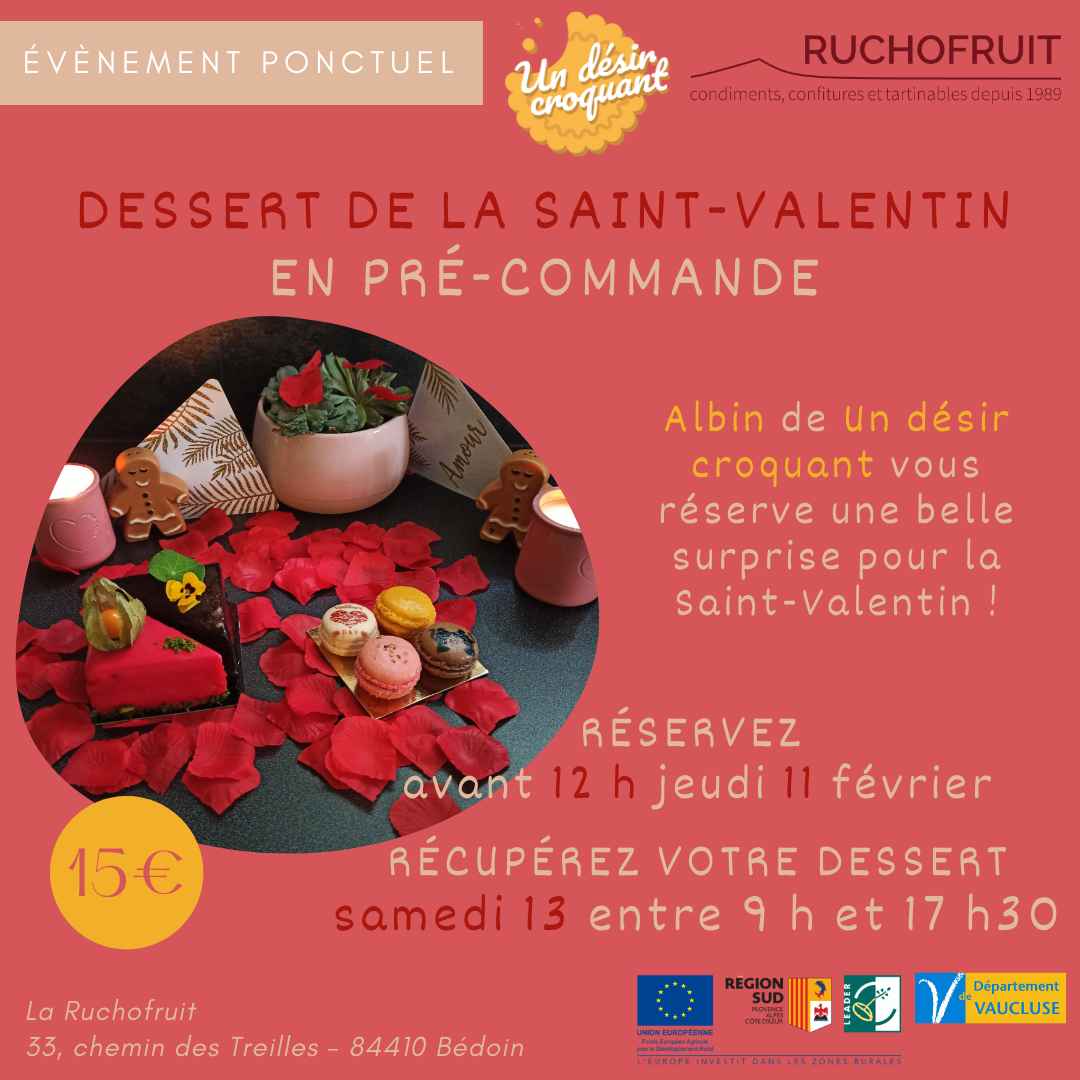 ÉVÈNEMENT PONCTUEL
Un désir
croquant
RUCHOFRUIT
condiments, confitures et tartinables depuis 1989
DESSERT DE LA SAINT-VALENTIN
EN PRÉ-COMMANDE
Amour
DAY
Albin de Un désir
croquant vous
réserve une belle
surprise pour la
Saint-Valentin !
RÉSERVEZ
avant 12 h jeudi 11 février
15€
RÉCUPÉREZ VOTRE DESSERT
samedi 13 entre 9 h et 17 h30
La Ruchofruit
33, chemin des Treilles – 84410 Bédoin
UNION EUROPÉENNE
Fonds Européen Agricole
pour le Développement Rural
RÉGION
SUD
PROVENCE
ALPES
CÔTE D'AZUR
LEADER
Département
de VAUCLUSE
L'EUROPE INVESTIT DANS LES ZONES RURALES